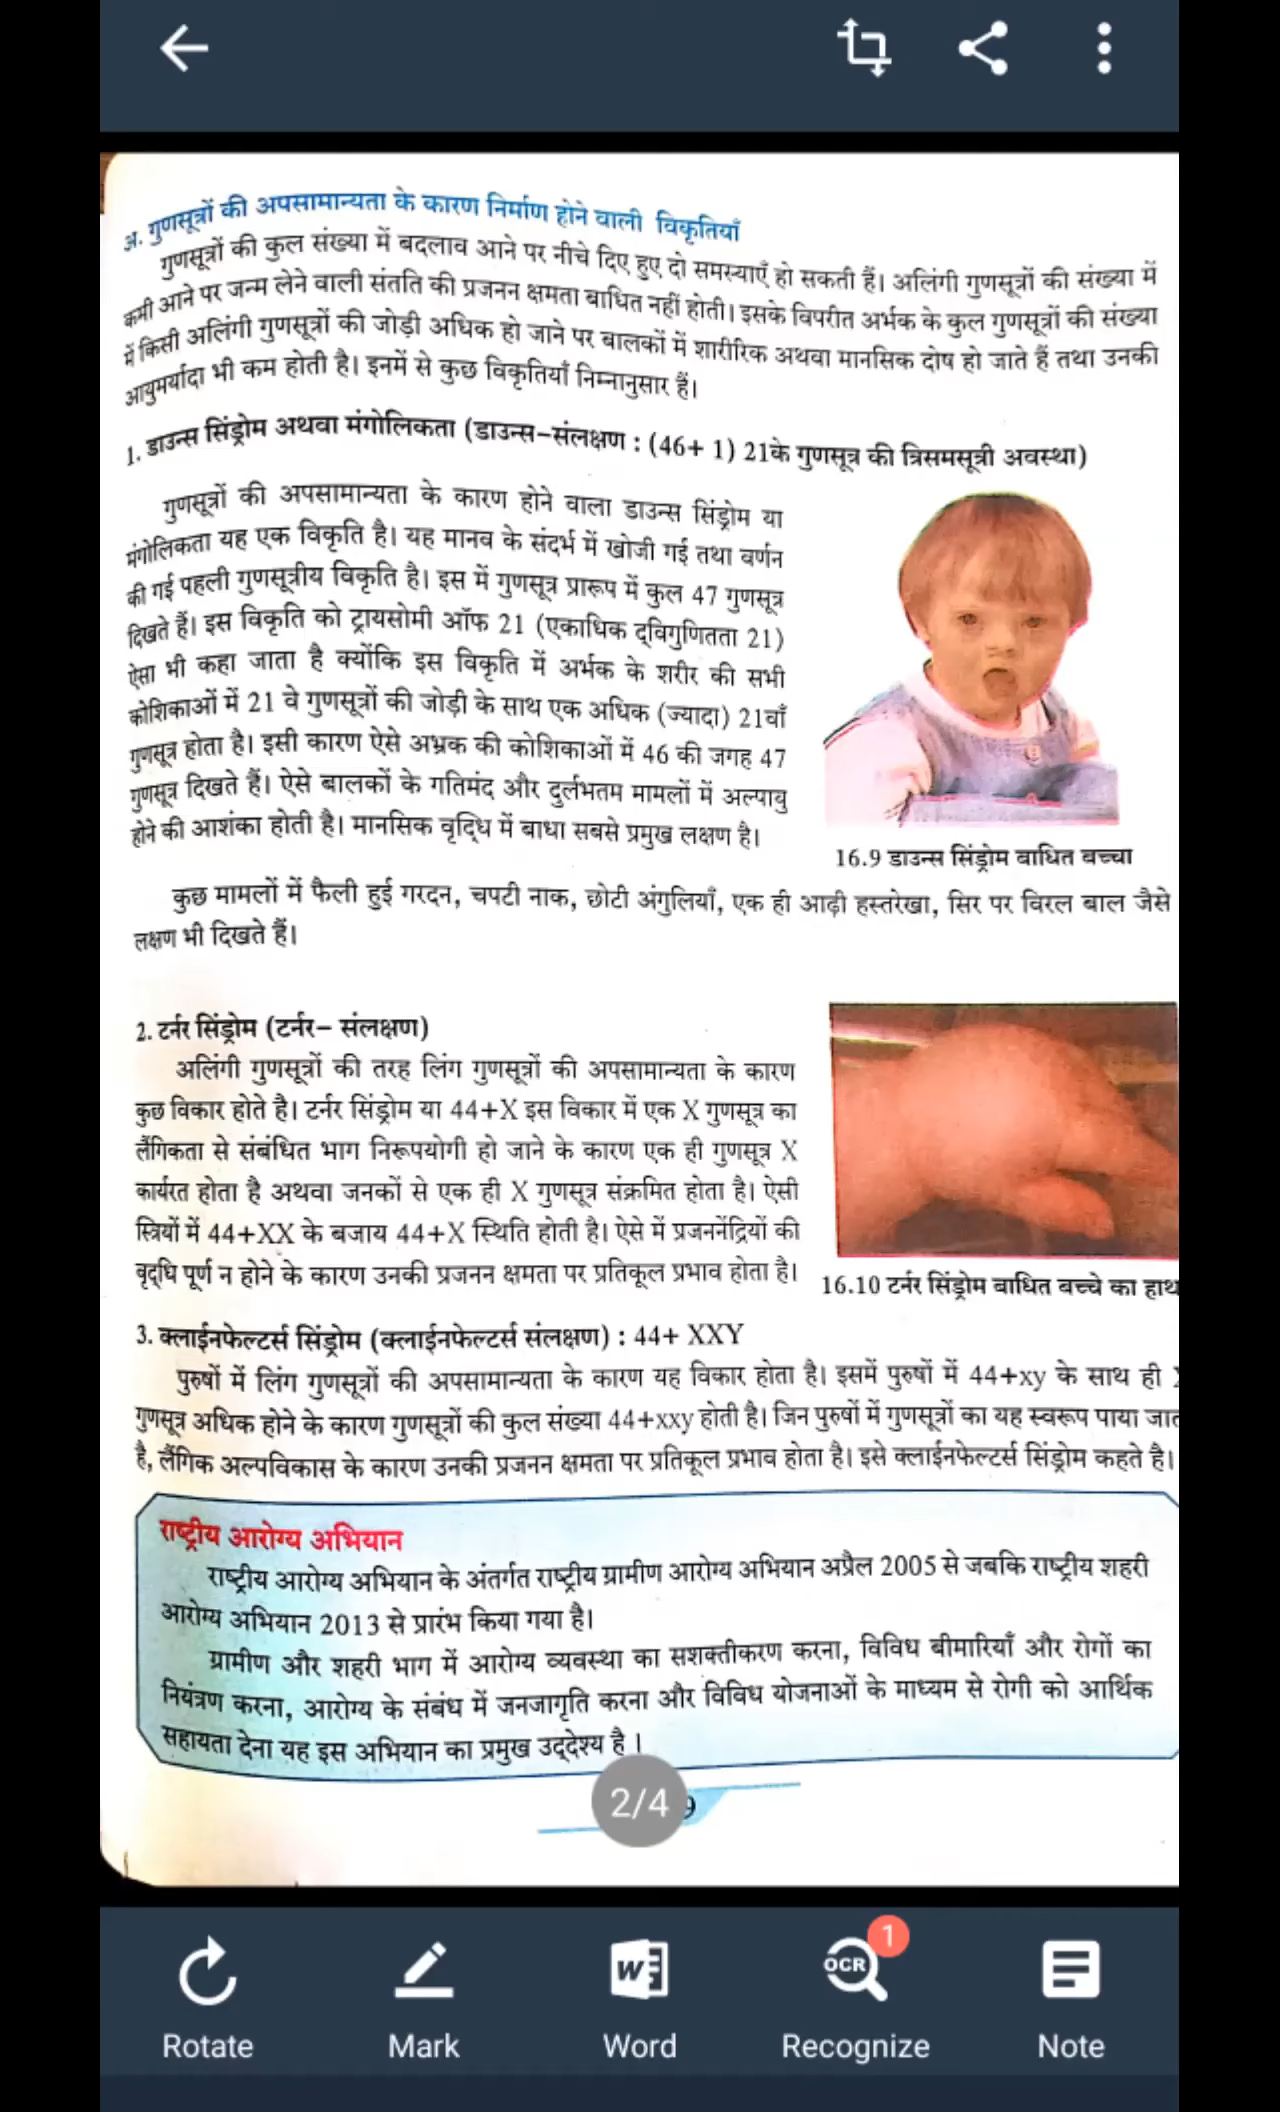 अ. गुणसूत्रों की अपसामान्यता के कारण निर्माण होने वाली विकृतियाँ
गुणसूत्रों की कुल संख्या में बदलाव आने पर नीचे दिए हुए दो समस्याएँ हो सकती हैं। अलिंगी गुणसूत्रों की संख्या में
कमी आने पर जन्म लेने वाली संतति की प्रजनन क्षमता बाधित नहीं होती। इसके विपरीत अर्भक के कुल गुणसूत्रों की संख्या
में किसी अलिंगी गुणसूत्रों की जोड़ी अधिक हो जाने पर बालकों में शारीरिक अथवा मानसिक दोष हो जाते हैं तथा उनकी
आयुमर्यादा भी कम होती है। इनमें से कुछ विकृतियाँ निम्नानुसार हैं।
1. डाउन्स सिंड्रोम अथवा मंगोलिकता (डाउन्स-संलक्षण : (46+ 1) 21के गुणसूत्र की त्रिसमसूत्री अवस्था)
गुणसूत्रों की अपसामान्यता के कारण होने वाला डाउन्स सिंड्रोम या
मंगोलिकता यह एक विकृति है। यह मानव के संदर्भ में खोजी गई तथा वर्णन
की गई पहली गुणसूत्रीय विकृति है। इस में गुणसूत्र प्रारूप में कुल 47 गुणसूत्र
दिखते हैं। इस विकृति को ट्रायसोमी ऑफ 21 (एकाधिक द्विगुणितता 21)
ऐसा भी कहा जाता है क्योंकि इस विकृति में अर्भक के शरीर की सभी
कोशिकाओं में 21 वे गुणसूत्रों की जोड़ी के साथ एक अधिक (ज्यादा) 21वाँ
गुणसूत्र होता है। इसी कारण ऐसे अभ्रक की कोशिकाओं में 46 की जगह 47
गुणसूत्र दिखते हैं। ऐसे बालकों के गतिमंद और दुर्लभतम मामलों में अल्पायु
होने की आशंका होती है। मानसिक वृद्धि में बाधा सबसे प्रमुख लक्षण है।
16.9 डाउन्स सिंड्रोम बाधित बच्चा
कुछ मामलों में फैली हुई गरदन, चपटी नाक, छोटी अंगुलियाँ, एक ही आढ़ी हस्तरेखा, सिर पर विरल बाल जैसे
लक्षण भी दिखते हैं।
2. टर्नर सिंड्रोम (टर्नर- संलक्षण)
अलिंगी गुणसूत्रों की तरह लिंग गुणसूत्रों की अपसामान्यता के कारण
कुछ विकार होते है। टर्नर सिंड्रोम या 44+X इस विकार में एक X गुणसूत्र का
लैंगिकता से संबंधित भाग निरूपयोगी हो जाने के कारण एक ही गुणसूत्र X
कार्यरत होता है अथवा जनकों से एक ही X गुणसूत्र संक्रमित होता है। ऐसी
स्त्रियों में 44+XX के बजाय 44+X स्थिति होती है। ऐसे में प्रजननेंद्रियों की
वृद्धि पूर्ण न होने के कारण उनकी प्रजनन क्षमता पर प्रतिकूल प्रभाव होता है।
16.10 टर्नर सिंड्रोम बाधित बच्चे का हाथ
3. क्लाईनफेल्टर्स सिंड्रोम (क्लाईनफेल्टर्स संलक्षण) : 44+ XXY
पुरुषों में लिंग गुणसूत्रों की अपसामान्यता के कारण यह विकार होता है। इसमें पुरुषों में 44+xy के साथ ही
गुणसूत्र अधिक होने के कारण गुणसूत्रों की कुल संख्या 44+xxy होती है। जिन पुरुषों में गुणसूत्रों का यह स्वरूप पाया
है, लैंगिक अल्पविकास के कारण उनकी प्रजनन क्षमता पर प्रतिकूल प्रभाव होता है। इसे क्लाईनफेल्टर्स सिंड्रोम कहते है।
राष्ट्रीय आरोग्य अभियान
राष्ट्रीय आरोग्य अभियान के अंतर्गत राष्ट्रीय ग्रामीण आरोग्य अभियान अप्रैल 2005 से जबकि राष्ट्रीय शहरी
आरोग्य अभियान 2013 से प्रारंभ किया गया है।
ग्रामीण और शहरी भाग में आरोग्य व्यवस्था का सशक्तीकरण करना, विविध बीमारियाँ और रोगों का
नियंत्रण करना, आरोग्य के संबंध में जनजागृति करना और विविध योजनाओं के माध्यम से रोगी को आर्थिक
सहायता देना यह इस अभियान का प्रमुख उद्देश्य है ।
2/4
1
OCR
W
Rotate Mark Word Recognize Note